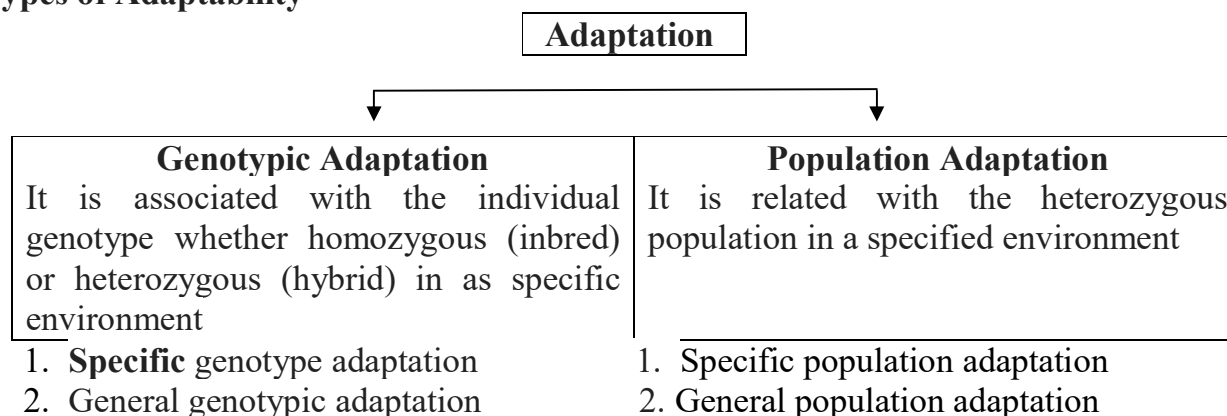 ypes of Adaptability
Adaptation
Genotypic Adaptation
It is associated with the individual
genotype whether homozygous (inbred)
or heterozygous (hybrid) in as specific
environment
Population Adaptation
It is related with the heterozygous
population in a specified environment
1. Specific genotype adaptation
2. General genotypic adaptation
1. Specific population adaptation
2. General population adaptation